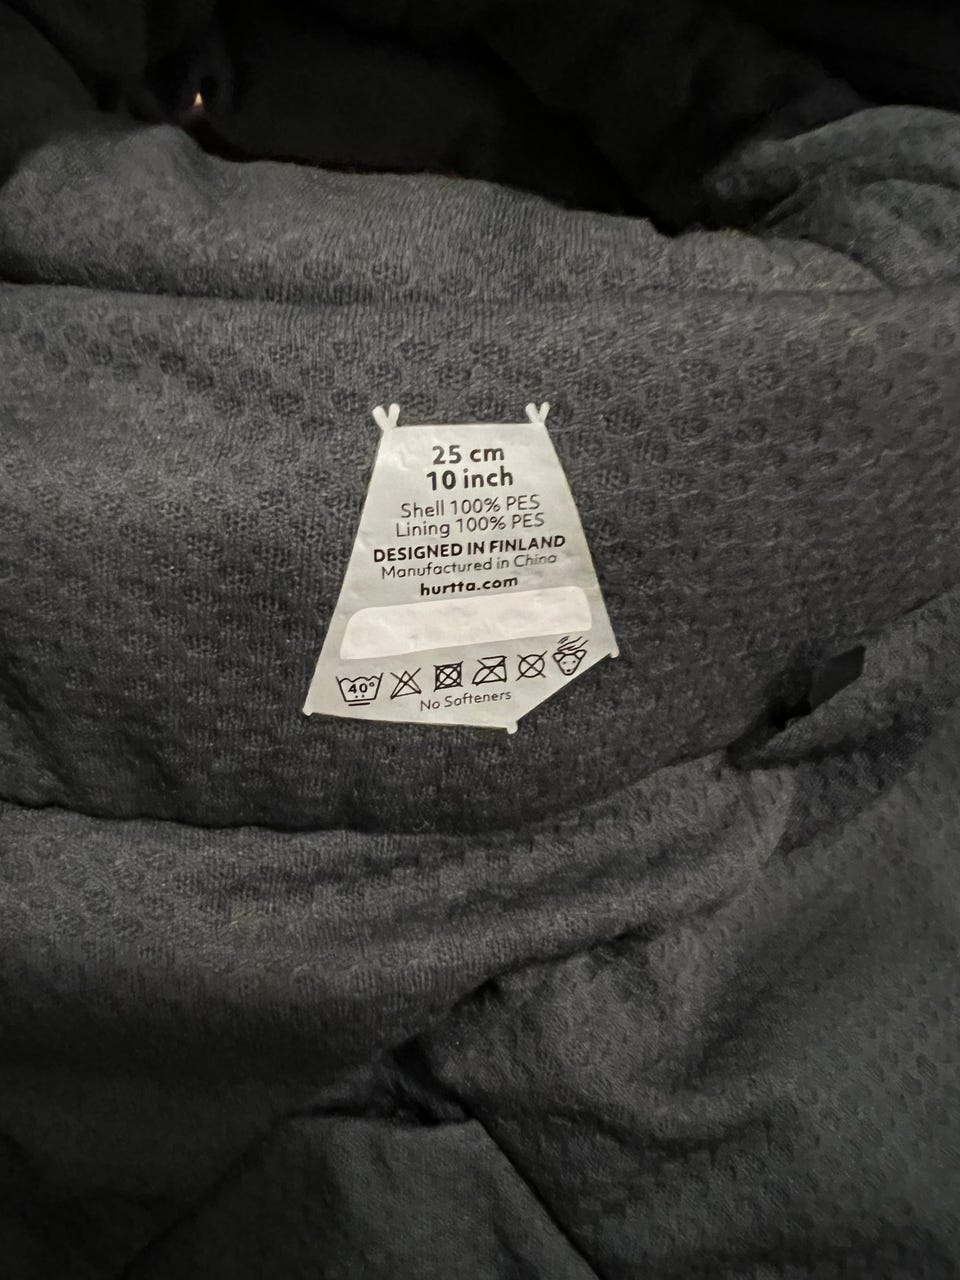 25 cm
10 inch
Shell 100% PES
Lining 100% PES
DESIGNED IN FINLAND
Manufactured in China
hurtta.com
40°
No Softeners